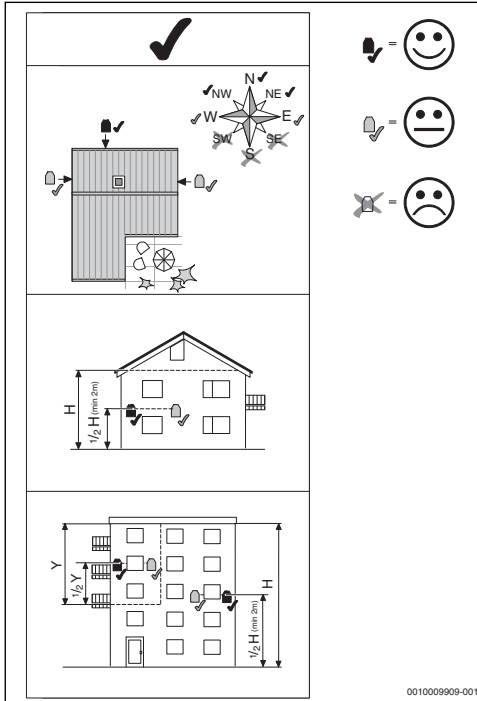 N
NW NE
W E
SW SE
S
=
=
=
H
1/2 H (min 2m)
Y
1/2 Y
H
1/2 H (min 2m)
0010009909-001